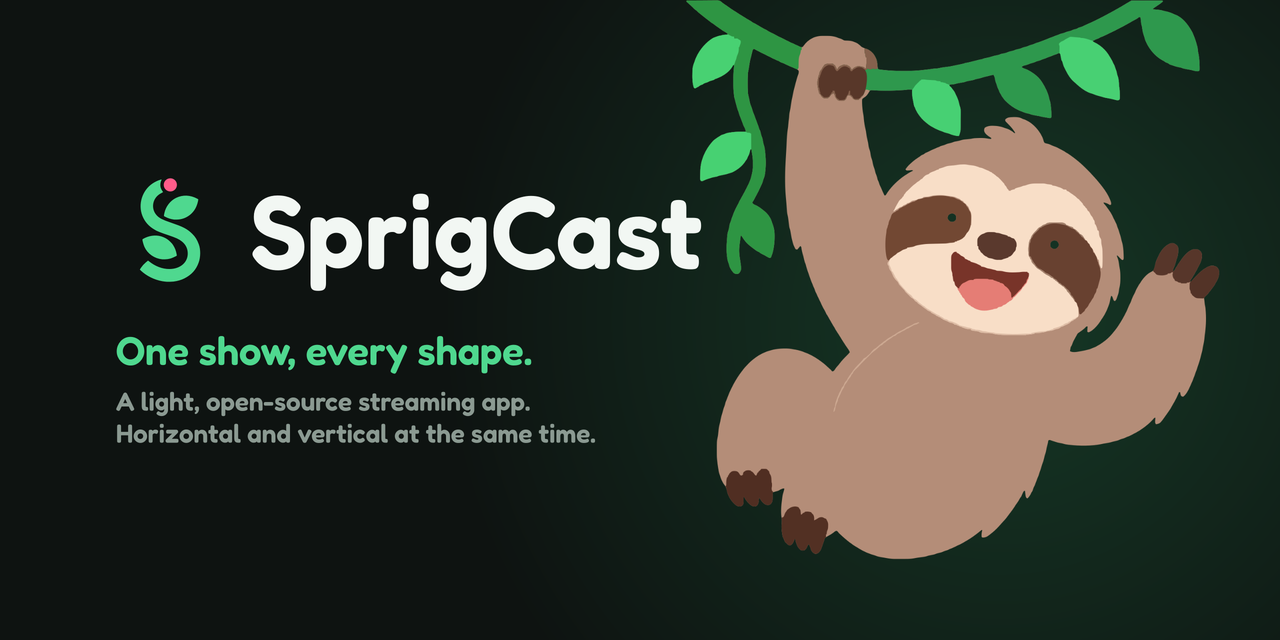 SprigCast
One show, every shape.
A light, open-source streaming app.
Horizontal and vertical at the same time.